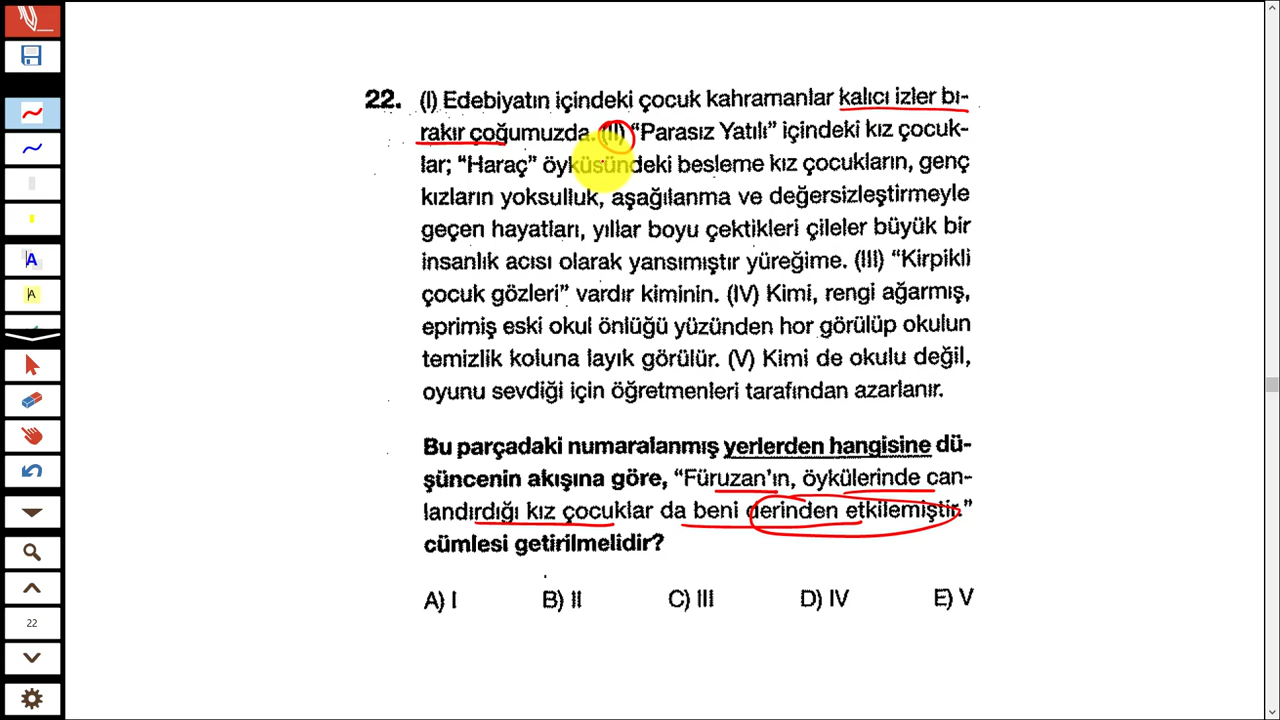 22. (I) Edebiyatın içindeki çocuk kahramanlar kalıcı izler bı-
rakır çoğumuzda. (II) “Parasız Yatılı” içindeki kız çocuk-
lar; “Haraç” öyküsündeki besleme kız çocukların, genç
kızların yoksulluk, aşağılanma ve değersizleştirmeyle
geçen hayatları, yıllar boyu çektikleri çileler büyük bir
insanlık acısı olarak yansımıştır yüreğime. (III) “Kirpikli
çocuk gözleri” vardır kiminin. (IV) Kimi, rengi ağarmış,
eprimiş eski okul önlüğü yüzünden hor görülüp okulun
temizlik koluna layık görülür. (V) Kimi de okulu değil,
oyunu sevdiği için öğretmenleri tarafından azarlanır.
Bu parçadaki numaralanmış yerlerden hangisine dü-
şüncenin akışına göre, “Füruzan’ın, öykülerinde can-
landırdığı kız çocuklar da beni derinden etkilemiştir.”
cümlesi getirilmelidir?
A) I B) II C) III D) IV E) V
A
A
22